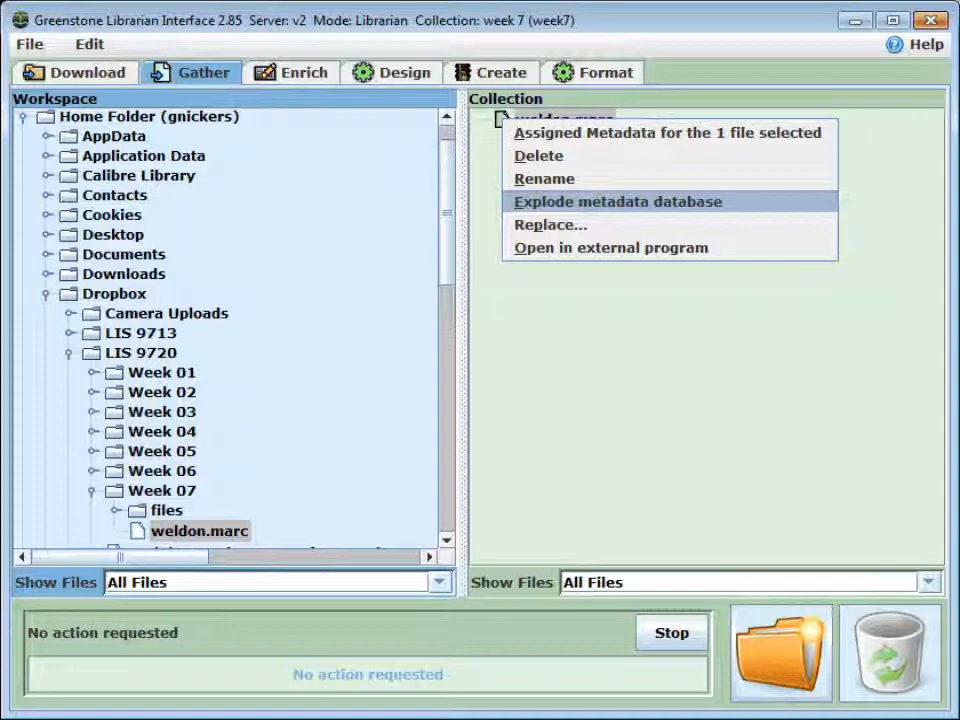 Greenstone Librarian Interface 2.85  Server: v2  Mode: Librarian  Collection: week 7 (week7)
File Edit Help
Download Gather Enrich Design Create Format
Workspace
Home Folder (gnickers)
AppData
Application Data
Calibre Library
Contacts
Cookies
Desktop
Documents
Downloads
Dropbox
Camera Uploads
LIS 9713
LIS 9720
Week 01
Week 02
Week 03
Week 04
Week 05
Week 06
Week 07
files
weldon.marc
Show Files All Files
Collection
weldon.marc
Assigned Metadata for the 1 file selected
Delete
Rename
Explode metadata database
Replace...
Open in external program
Show Files All Files
No action requested
Stop
No action requested